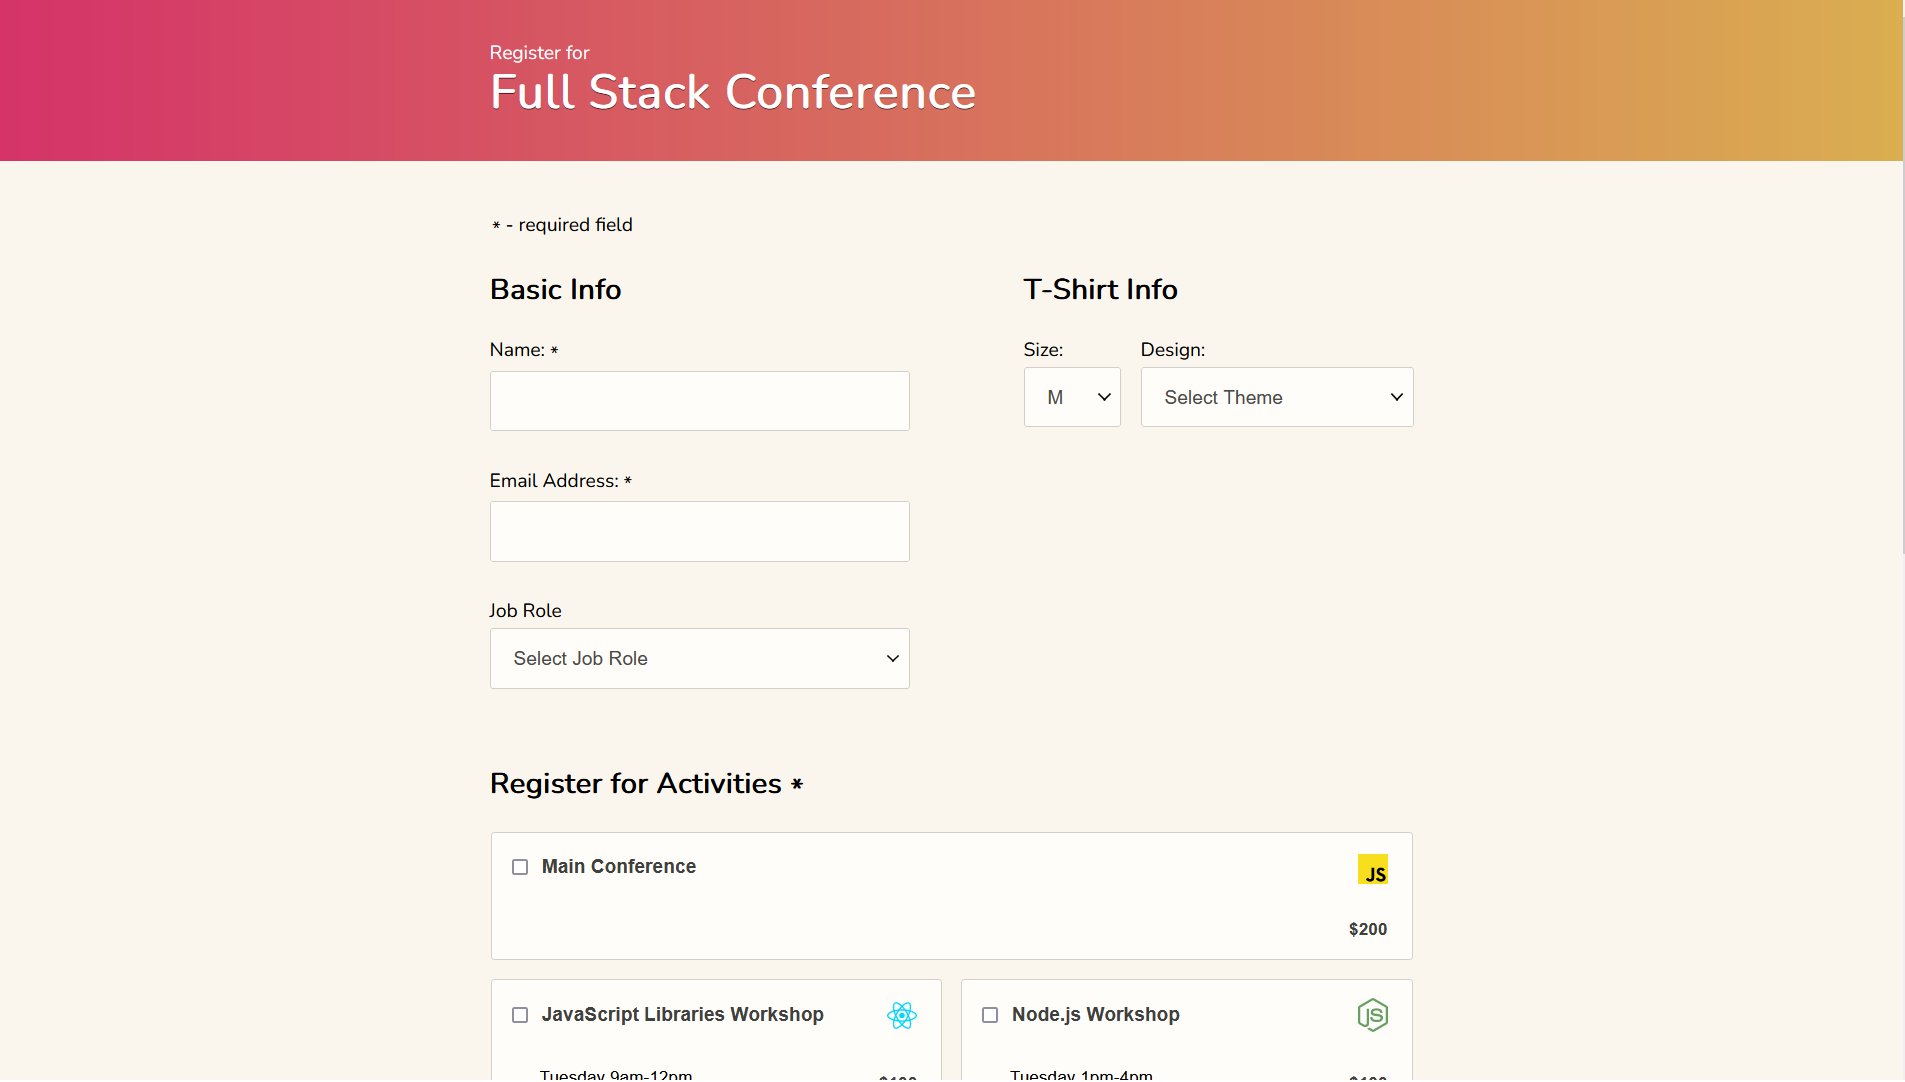 Register for
Full Stack Conference
* - required field
Basic Info
Name: *
Email Address: *
Job Role
Select Job Role
T-Shirt Info
Size:
Design:
M
Select Theme
Register for Activities *
Main Conference
JS
$200
JavaScript Libraries Workshop
Tuesday 9am-12pm
Node.js Workshop
JS
Tuesday 1pm-4pm